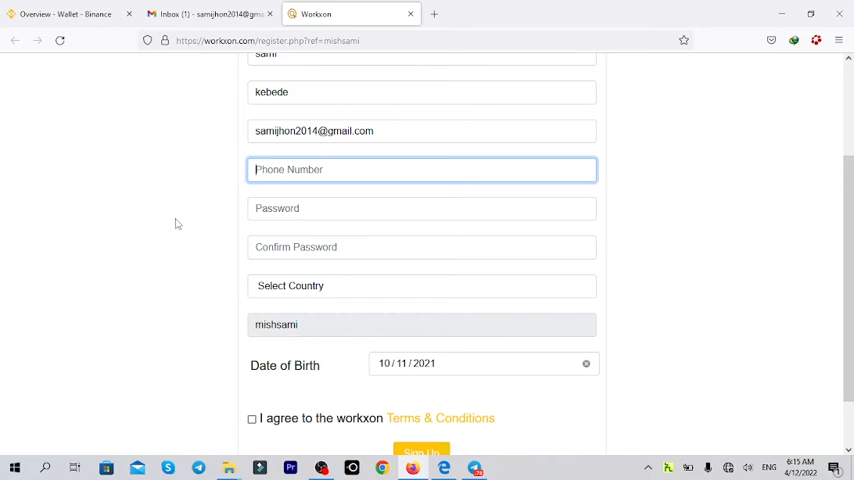 Overview - Wallet - Binance
Inbox (1) - samijhon2014@gma
Workxon
https://workxon.com/register.php?ref=mishsami
sami
kebede
samijhon2014@gmail.com
Phone Number
Password
Confirm Password
Select Country
mishsami
Date of Birth
10/11/2021
I agree to the workxon Terms & Conditions
Sign Up
ENG
6:15 AM
4/12/2022